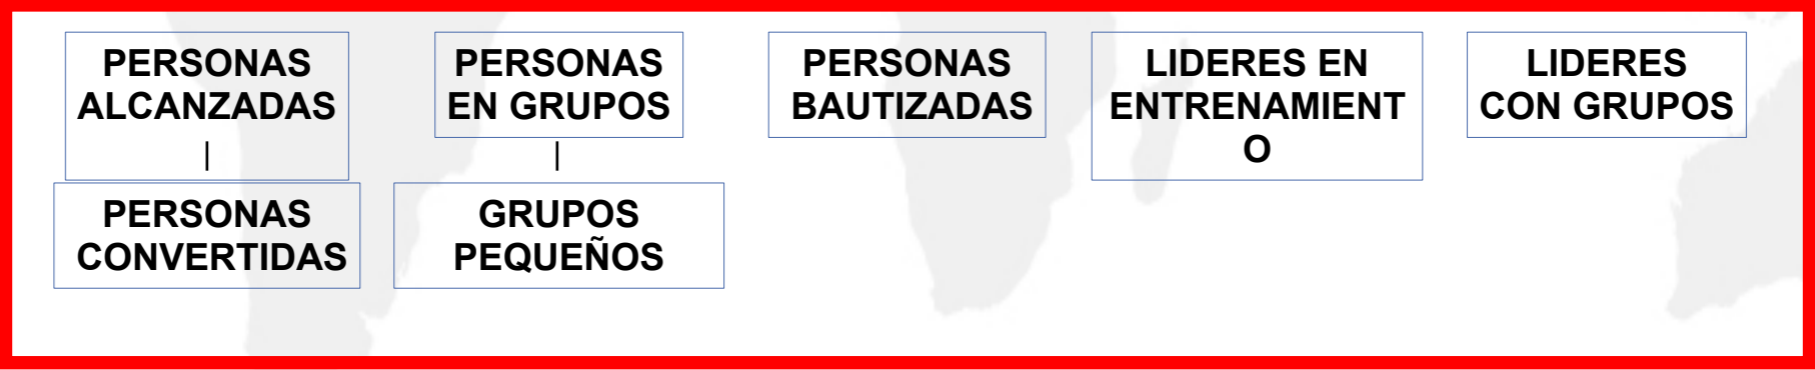 PERSONAS
ALCANZADAS
|
PERSONAS
CONVERTIDAS
PERSONAS
EN GRUPOS
|
GRUPOS
PEQUEÑOS
PERSONAS
BAUTIZADAS
LIDERES EN
ENTRENAMIENT
O
LIDERES
CON GRUPOS